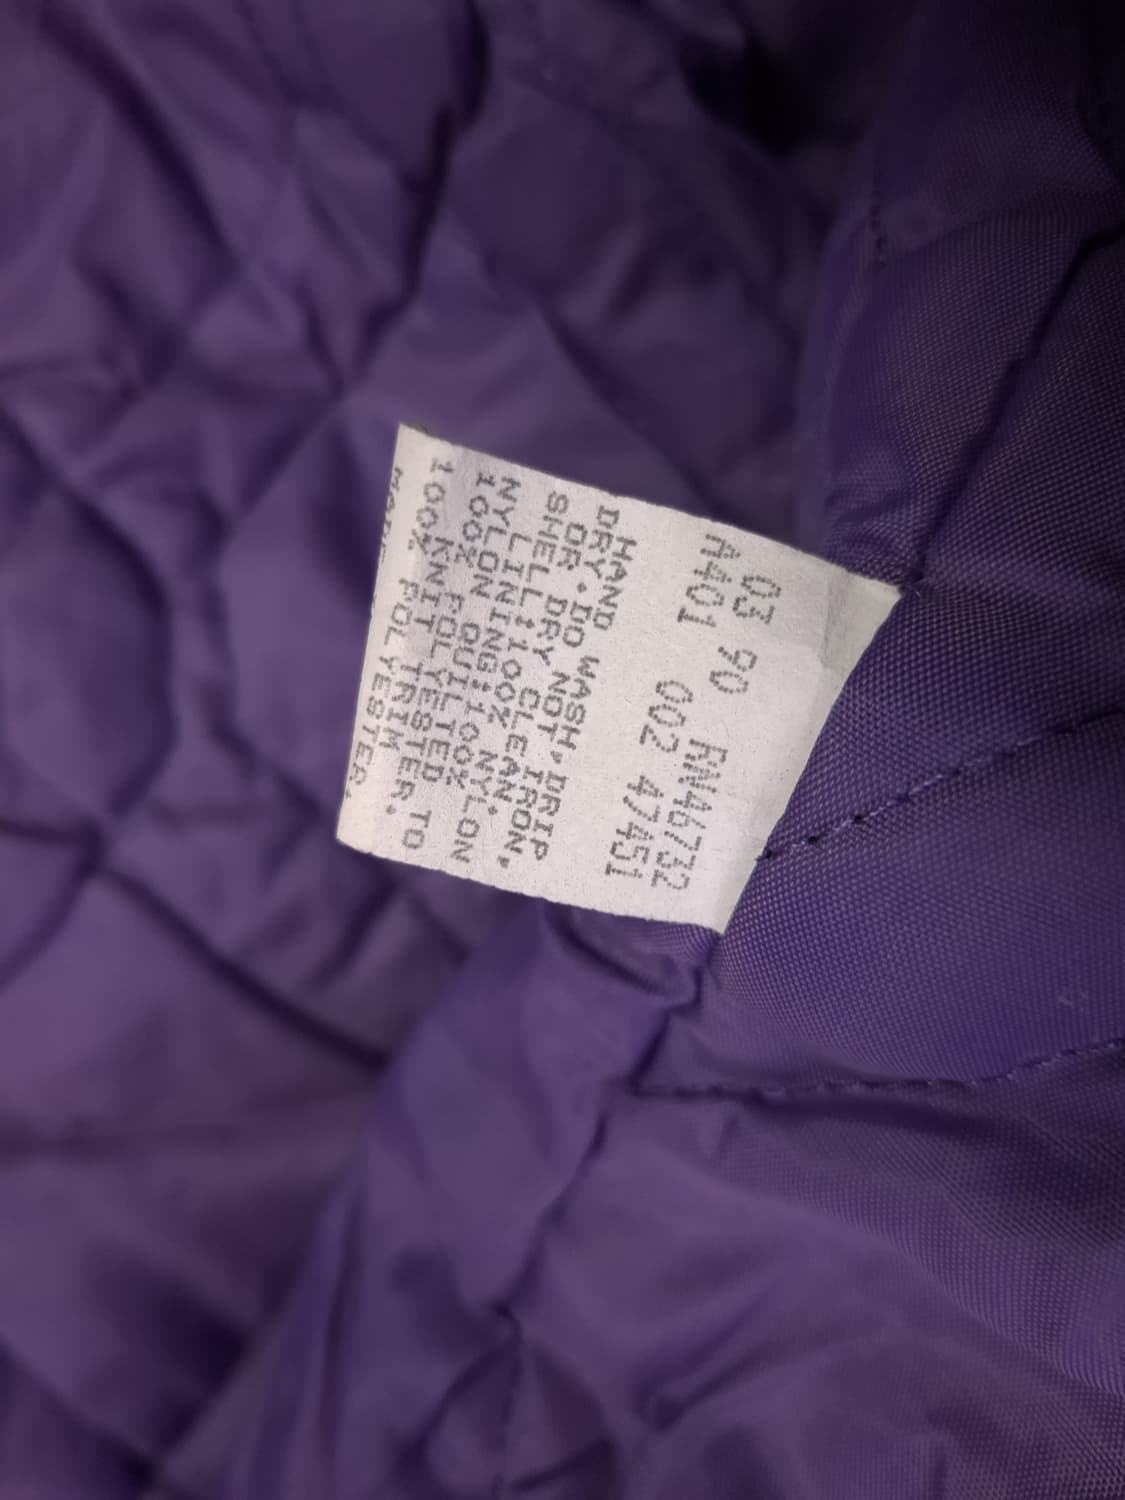 03 90 RN46732
A401 002 47451
HAND WASH,DRIP
DRY.DO NOT IRON,
OR DRY CLEAN.
SHELL:100% NYLON
LINING:100%
NYLON QUILTED TO
100% POLYESTER.
KNIT TRIM
100% POLYESTER.